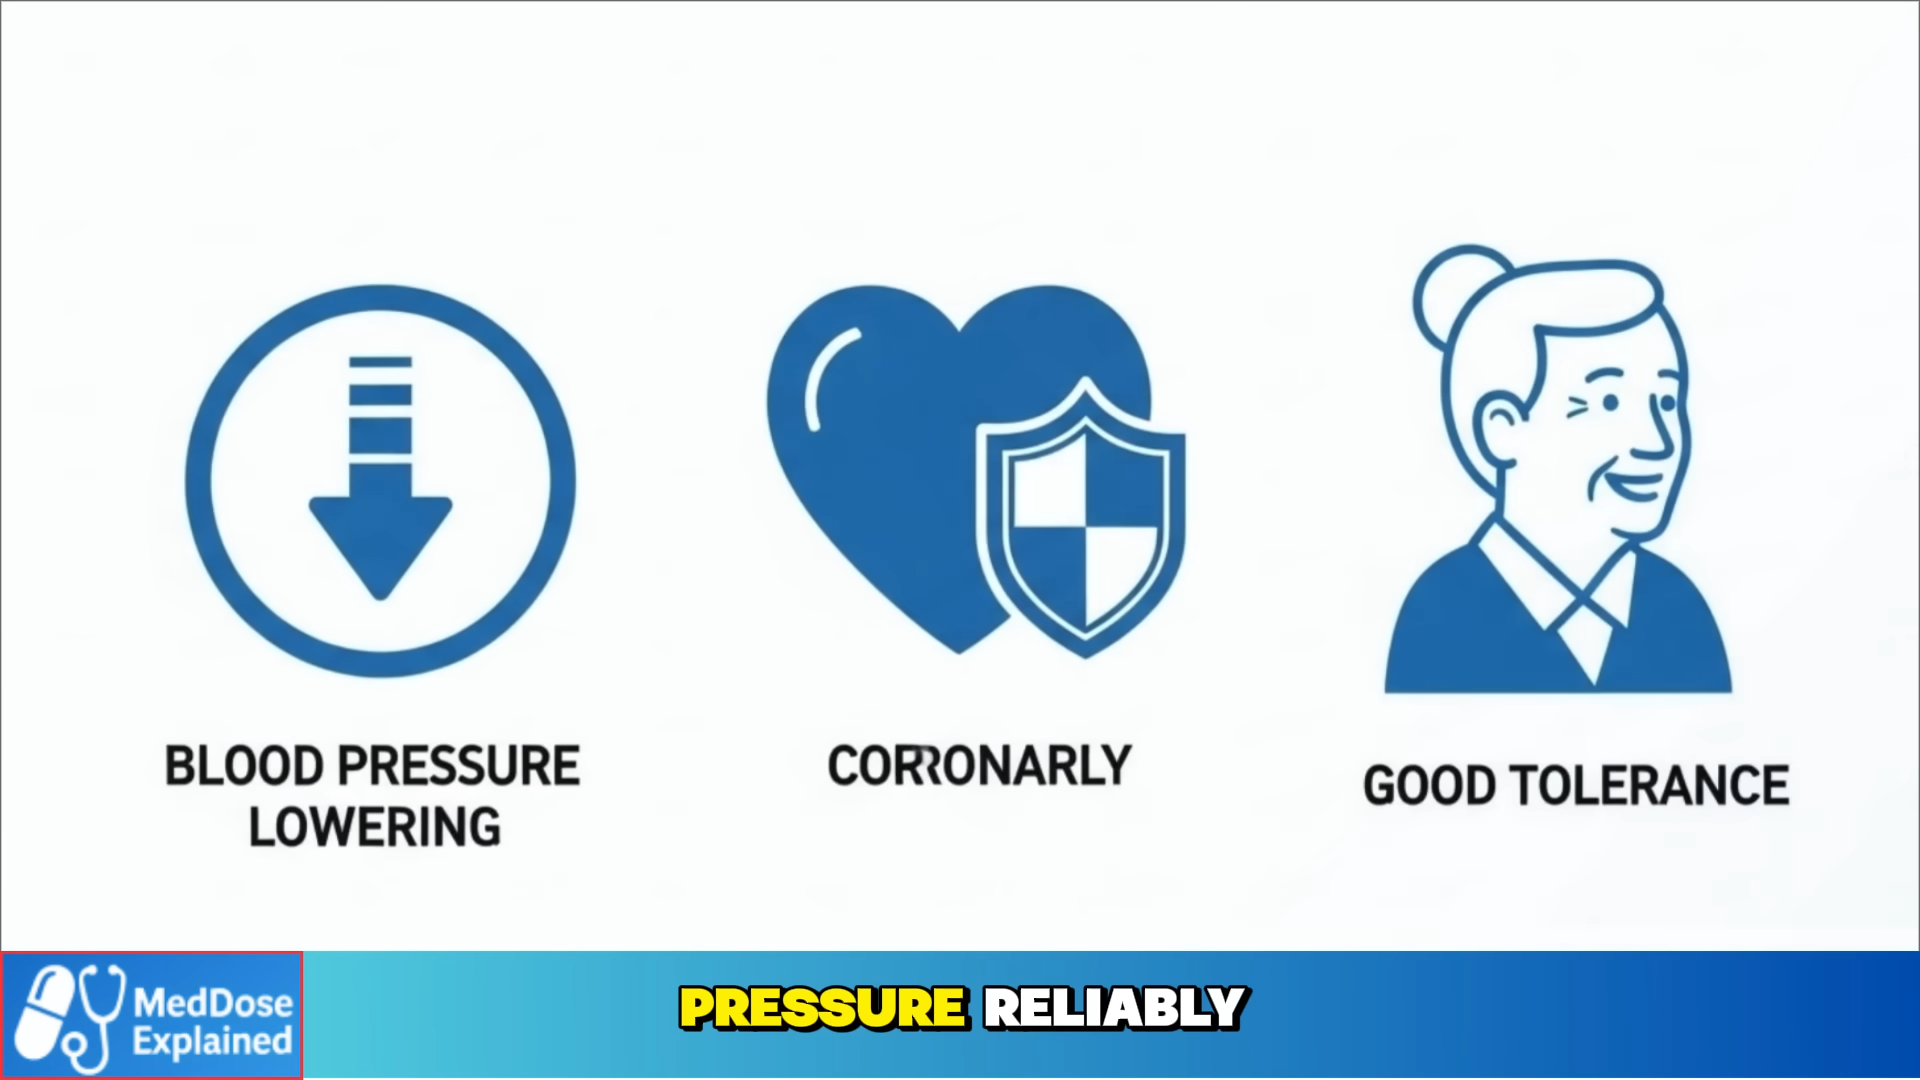 BLOOD PRESSURE
LOWERING
CORRONARLY
GOOD TOLERANCE
MedDose
Explained
PRESSURE RELIABLY